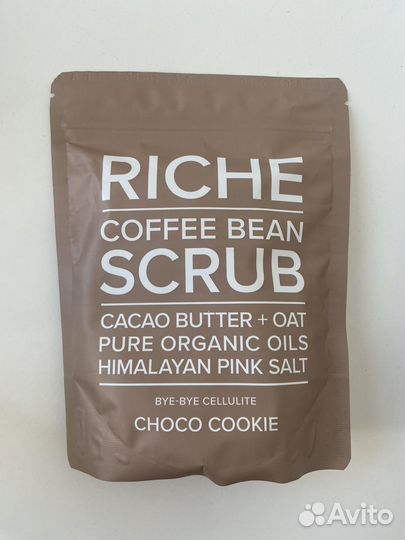 RICHE
COFFEE BEAN
SCRUB
CACAO BUTTER + OAT
PURE ORGANIC OILS
HIMALAYAN PINK SALT
BYE-BYE CELLULITE
CHOCO COOKIE
Avito